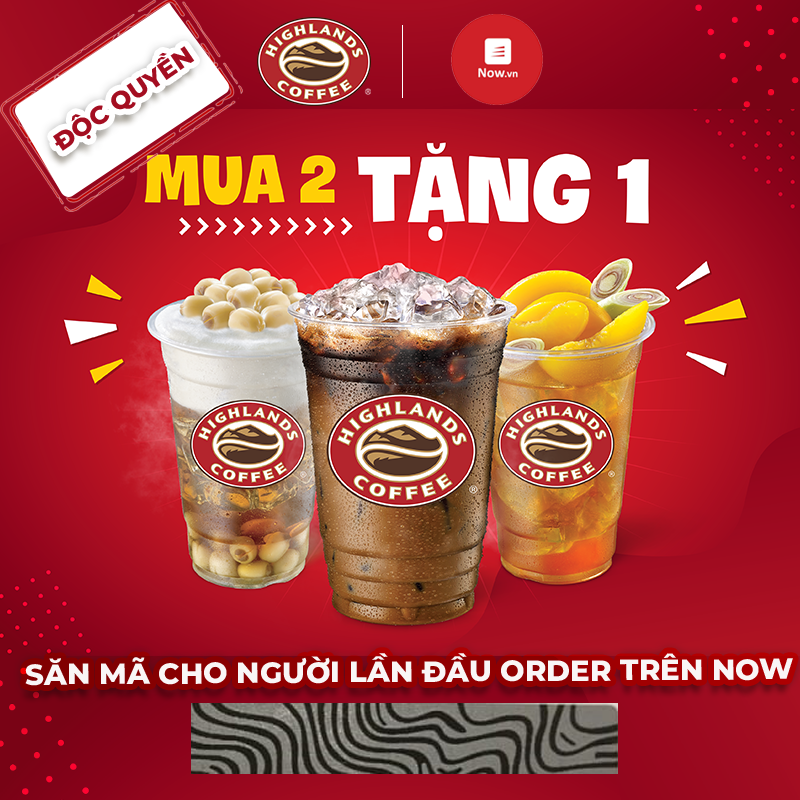 ĐỘC QUYỀN
HIGHLANDS
COFFEE
®
Now.vn
MUA 2 TẶNG 1
HIGHLANDS
COFFEE
®
HIGHLANDS
COFFEE
®
HIGHLANDS
COFFEE
®
SĂN MÃ CHO NGƯỜI LẦN ĐẦU ORDER TRÊN NOW